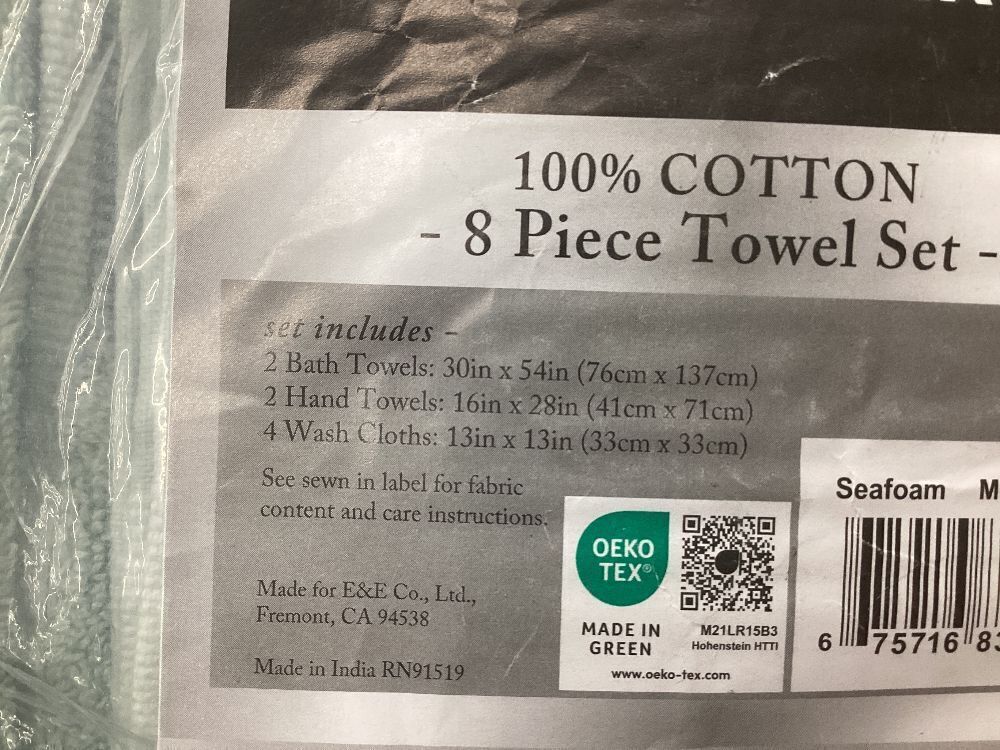 100% COTTON
- 8 Piece Towel Set -
set includes -
2 Bath Towels: 30in x 54in (76cm x 137cm)
2 Hand Towels: 16in x 28in (41cm x 71cm)
4 Wash Cloths: 13in x 13in (33cm x 33cm)
See sewn in label for fabric
content and care instructions.
Made for E&E Co., Ltd.,
Fremont, CA 94538
Made in India RN91519
OEKO
TEX®
MADE IN
GREEN
M21LR15B3
Hohenstein HTTI
www.oeko-tex.com
Seafoam M
6 75716 83